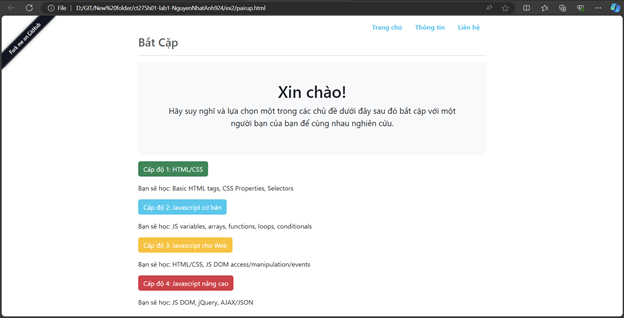 File
D:/GIT/New%20folder/ct275h01-lab1-NguyenNhatAnh924/ex2/pairup.html
Fork me on GitHub
Trang chủ Thông tin Liên hệ
Bắt Cặp
Xin chào!
Hãy suy nghĩ và lựa chọn một trong các chủ đề dưới đây sau đó bắt cặp với một
người bạn của bạn để cùng nhau nghiên cứu.
Cấp độ 1: HTML/CSS
Bạn sẽ học: Basic HTML tags, CSS Properties, Selectors
Cấp độ 2: Javascript cơ bản
Bạn sẽ học: JS variables, arrays, functions, loops, conditionals
Cấp độ 3: Javascript cho Web
Bạn sẽ học: HTML/CSS, JS DOM access/manipulation/events
Cấp độ 4: Javascript nâng cao
Bạn sẽ học: JS DOM, jQuery, AJAX/JSON